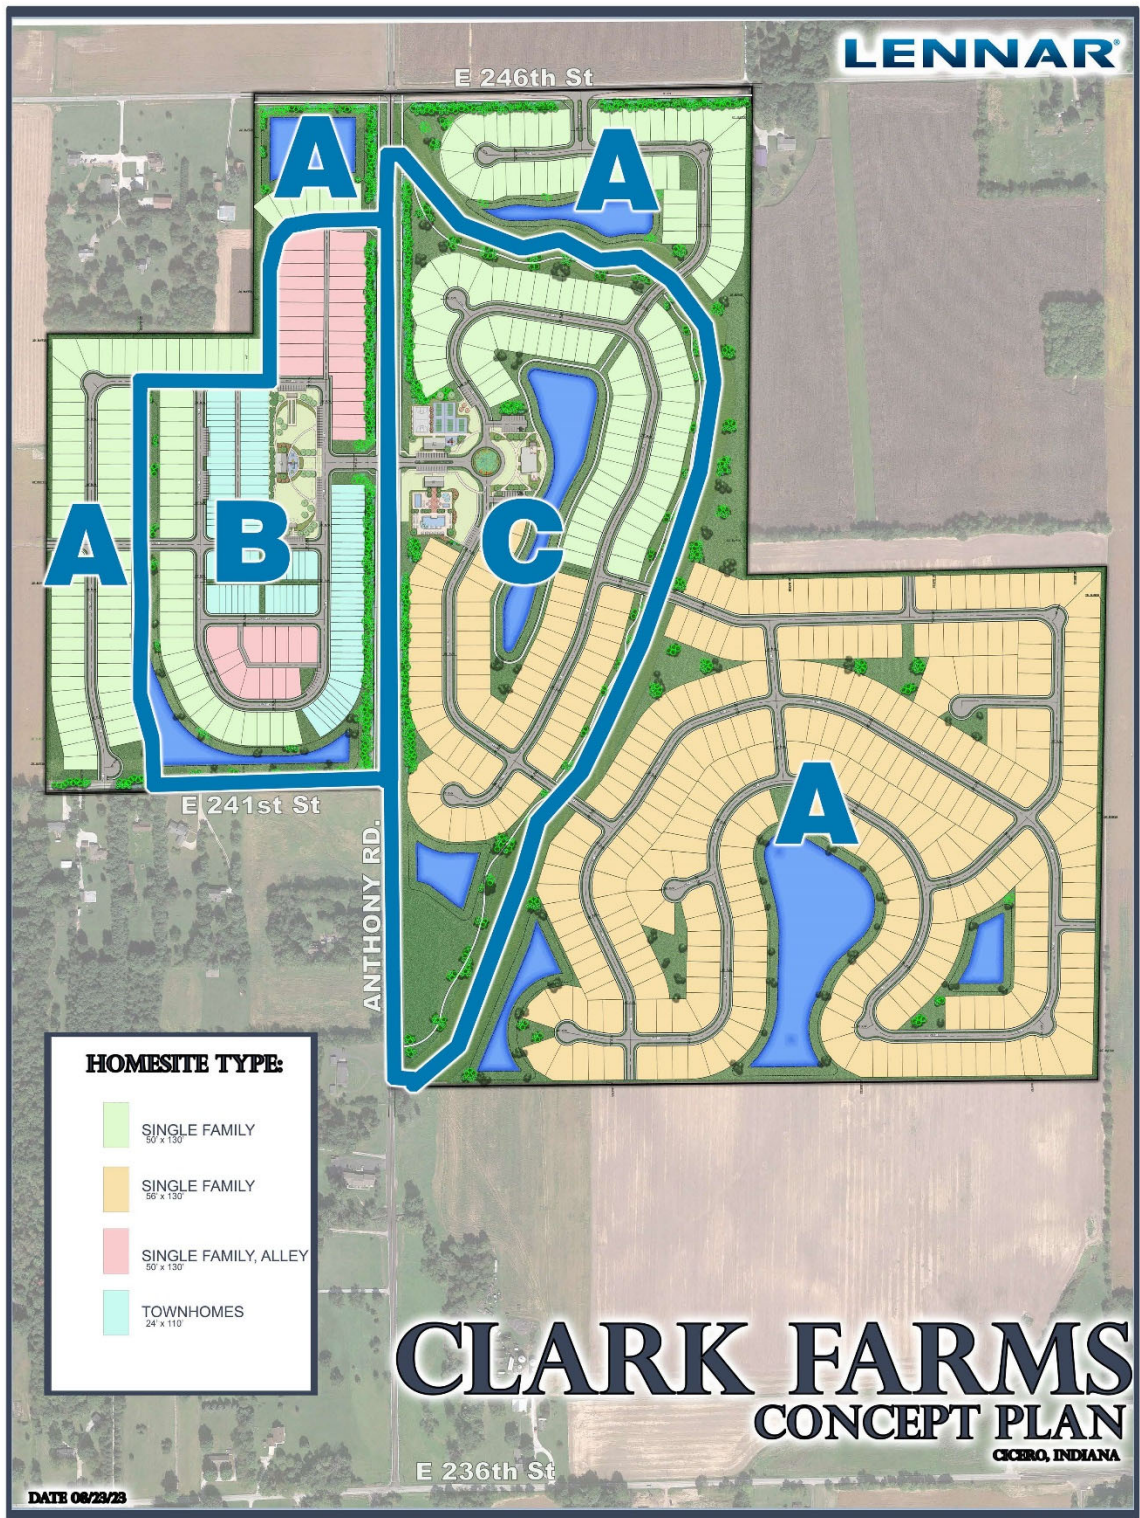 LENNAR
E 246th St
A
A
A
B
C
A
E 241st St
ANTHONY RD.
HOMESITE TYPE:
SINGLE FAMILY
50' x 130'
SINGLE FAMILY
56' x 130'
SINGLE FAMILY, ALLEY
50' x 130'
TOWNHOMES
24' x 110'
CLARK FARMS
CONCEPT PLAN
CICERO, INDIANA
E 236th St
DATE 08/23/23